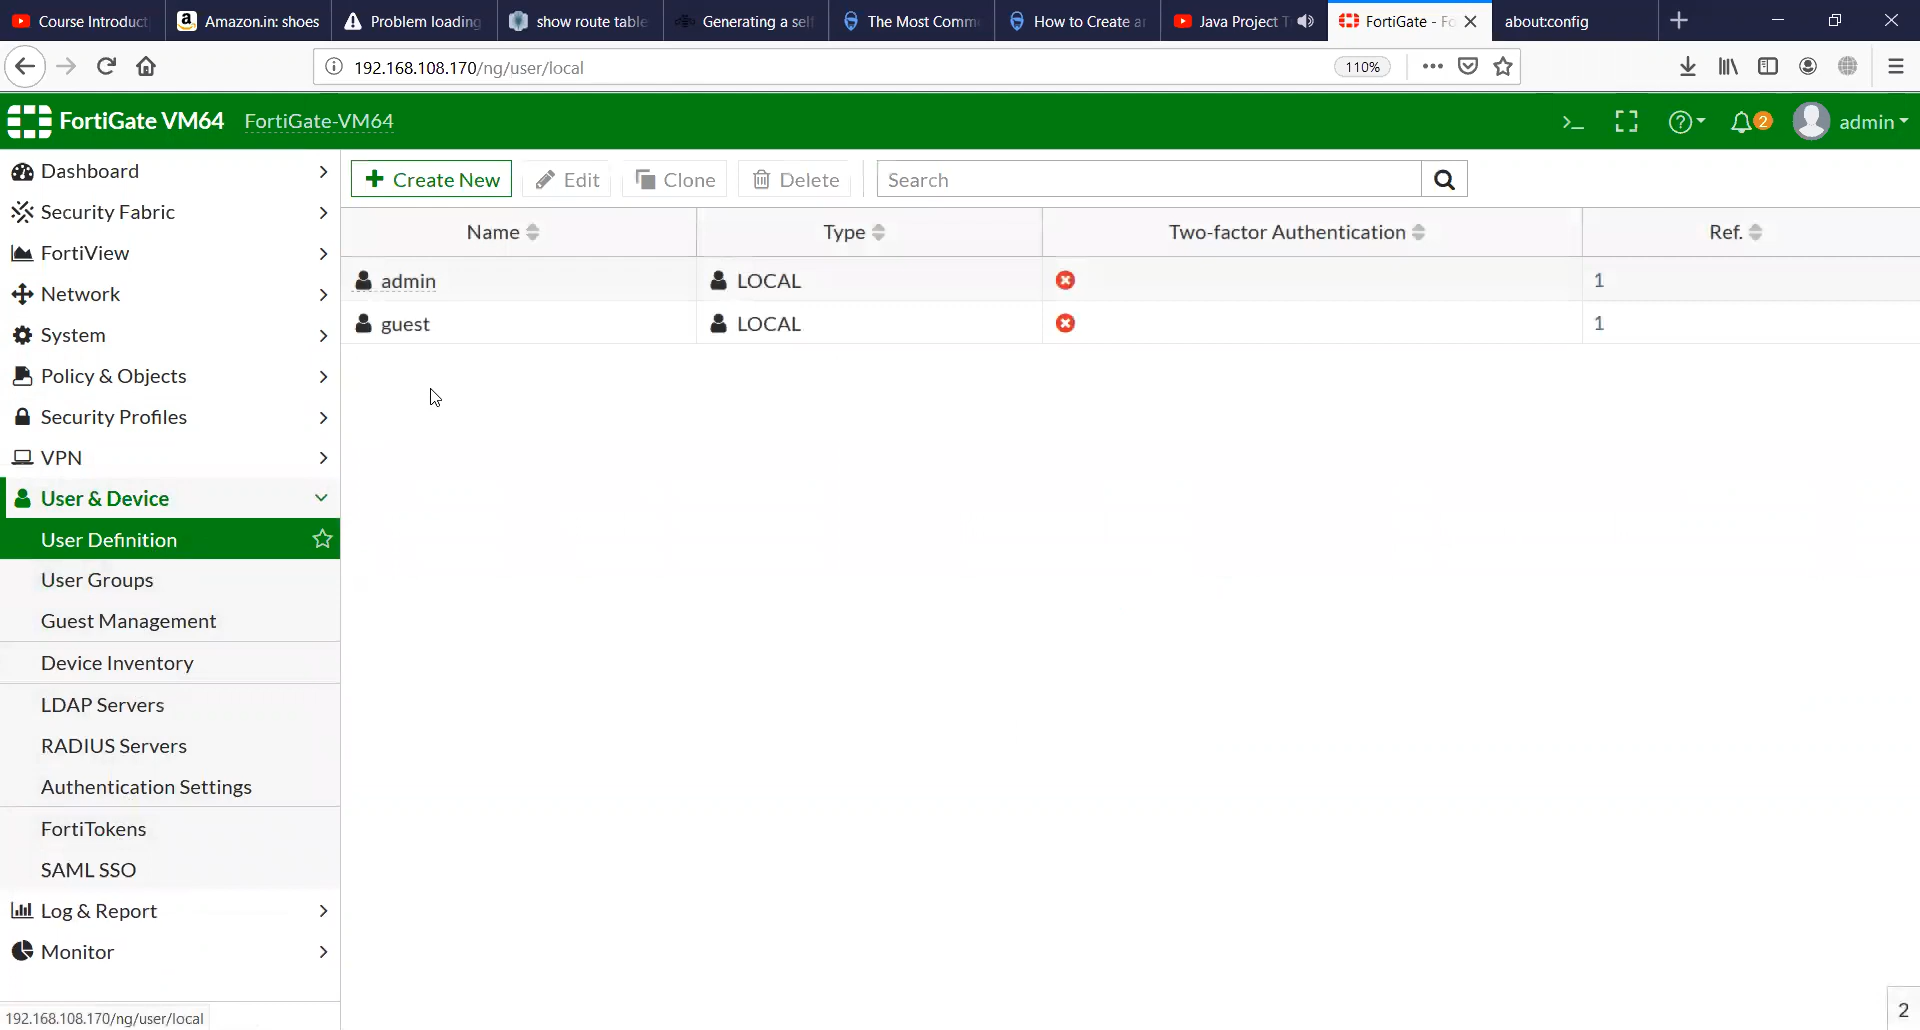 Course Introduct
Amazon.in: shoes
Problem loading
show route table
Generating a self
The Most Comm
How to Create an
Java Project T
FortiGate - Fo
about:config
192.168.108.170/ng/user/local
110%
FortiGate VM64
FortiGate-VM64
>_
2
admin
Dashboard
Security Fabric
FortiView
Network
System
Policy & Objects
Security Profiles
VPN
User & Device
User Definition
User Groups
Guest Management
Device Inventory
LDAP Servers
RADIUS Servers
Authentication Settings
FortiTokens
SAML SSO
Log & Report
Monitor
192.168.108.170/ng/user/local
+ Create New
Edit
Clone
Delete
Search
Name
Type
Two-factor Authentication
Ref.
admin
LOCAL
1
guest
LOCAL
1
2